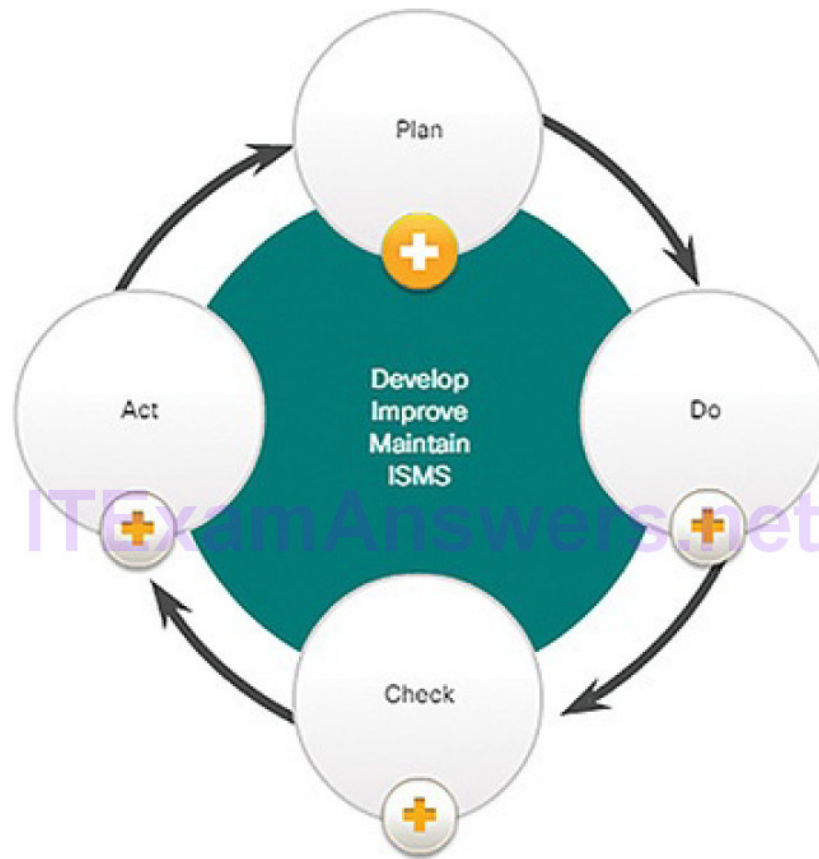 Plan
Act
Develop
Improve
Maintain
ISMS
Do
ITExamAnswers.net
Check